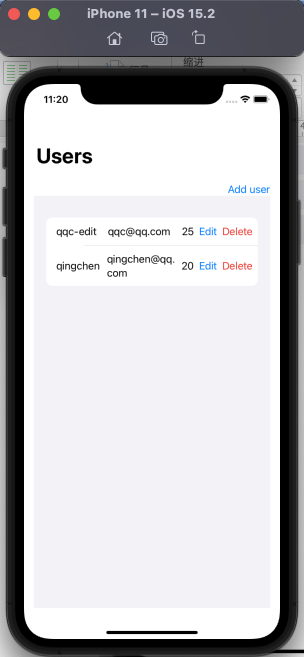 iPhone 11 – iOS 15.2
缩进
11:20
Users
Add user
qqc-edit qqc@qq.com 25 Edit Delete
qingchen qingchen@qq.
com 20 Edit Delete